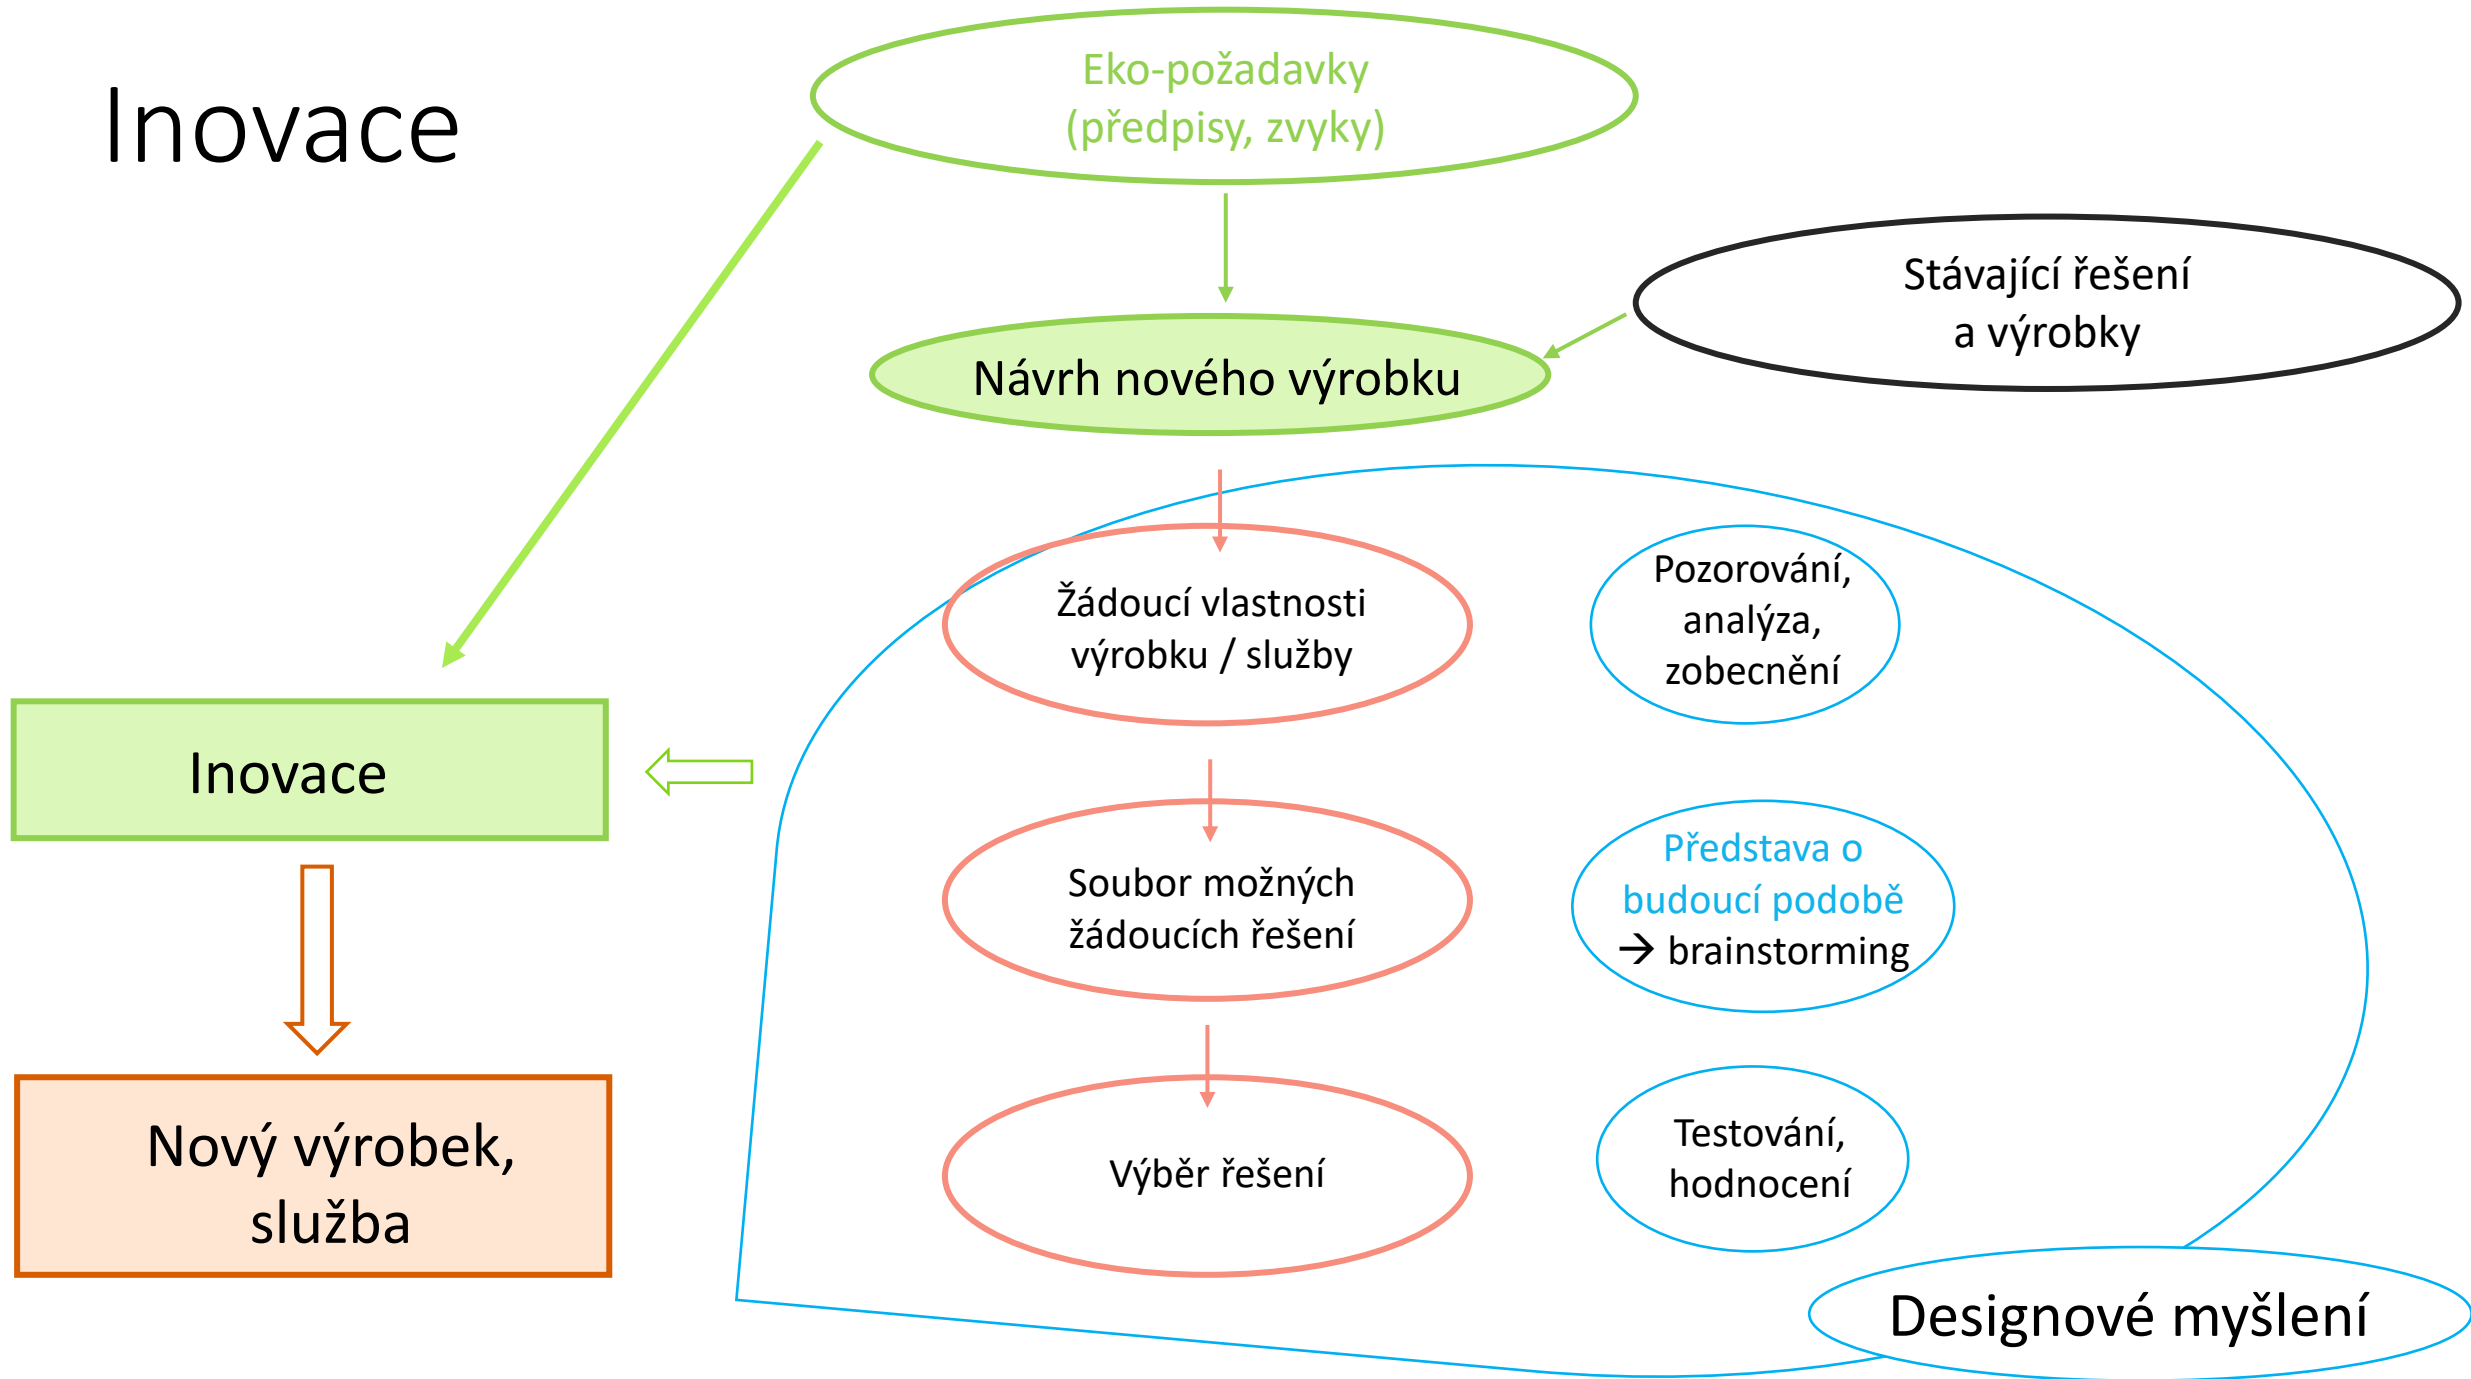 Inovace
Eko-požadavky
(předpisy, zvyky)
Stávající řešení
a výrobky
Návrh nového výrobku
Žádoucí vlastnosti
výrobku / služby
Pozorování,
analýza,
zobecnění
Inovace
Soubor možných
žádoucích řešení
Představa o
budoucí podobě
→ brainstorming
Nový výrobek,
služba
Výběr řešení
Testování,
hodnocení
Designové myšlení